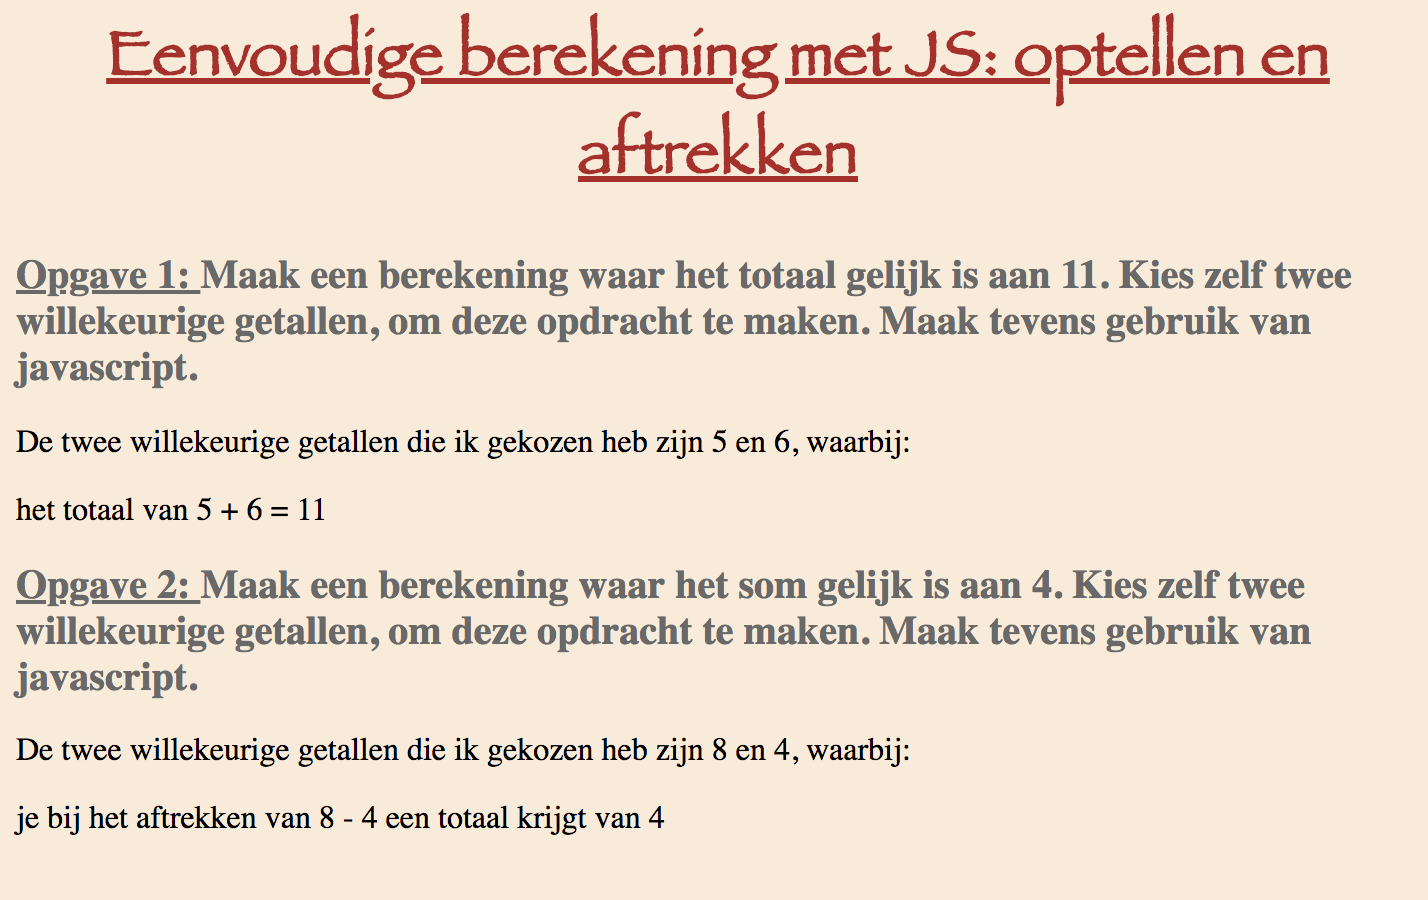 Eenvoudige berekening met JS: optellen en
aftrekken
Opgave 1: Maak een berekening waar het totaal gelijk is aan 11. Kies zelf twee
willekeurige getallen, om deze opdracht te maken. Maak tevens gebruik van
javascript.
De twee willekeurige getallen die ik gekozen heb zijn 5 en 6, waarbij:
het totaal van 5 + 6 = 11
Opgave 2: Maak een berekening waar het som gelijk is aan 4. Kies zelf twee
willekeurige getallen, om deze opdracht te maken. Maak tevens gebruik van
javascript.
De twee willekeurige getallen die ik gekozen heb zijn 8 en 4, waarbij:
je bij het aftrekken van 8 - 4 een totaal krijgt van 4